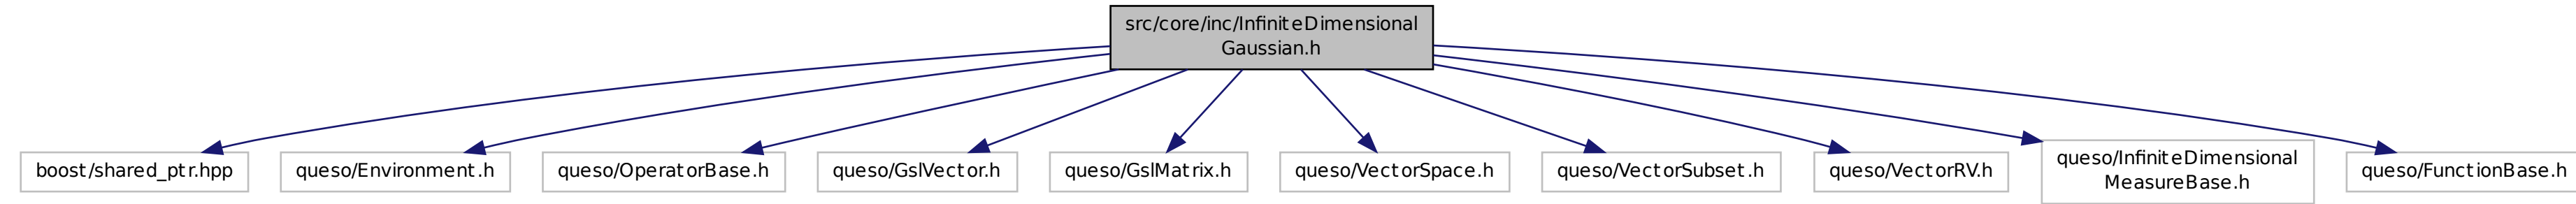 src/core/inc/InfiniteDimensional
Gaussian.h
boost/shared_ptr.hpp
queso/Environment.h
queso/OperatorBase.h
queso/GslVector.h
queso/GslMatrix.h
queso/VectorSpace.h
queso/VectorSubset.h
queso/VectorRV.h
queso/InfiniteDimensional
MeasureBase.h
queso/FunctionBase.h